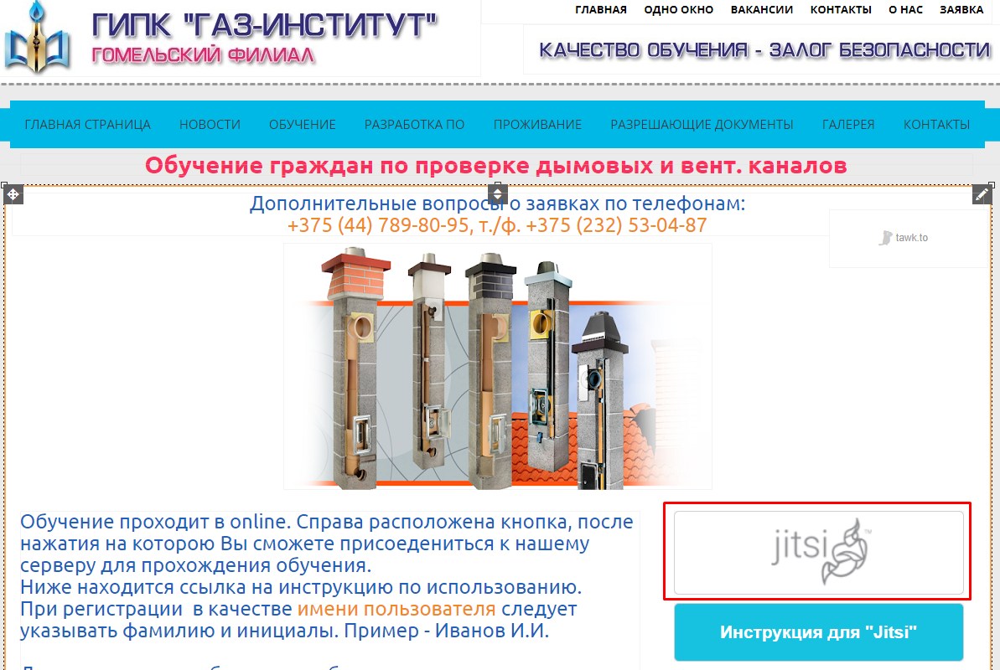 ГИПК "ГАЗ-ИНСТИТУТ"
ГОМЕЛЬСКИЙ ФИЛИАЛ
ГЛАВНАЯ ОДНО ОКНО ВАКАНСИИ КОНТАКТЫ О НАС ЗАЯВКА
КАЧЕСТВО ОБУЧЕНИЯ - ЗАЛОГ БЕЗОПАСНОСТИ
ГЛАВНАЯ СТРАНИЦА НОВОСТИ ОБУЧЕНИЕ РАЗРАБОТКА ПО ПРОЖИВАНИЕ РАЗРЕШАЮЩИЕ ДОКУМЕНТЫ ГАЛЕРЕЯ КОНТАКТЫ
Обучение граждан по проверке дымовых и вент. каналов
Дополнительные вопросы о заявках по телефонам:
+375 (44) 789-80-95, т./ф. +375 (232) 53-04-87
tawk.to
Обучение проходит в online. Справа расположена кнопка, после
нажатия на которою Вы сможете присоедениться к нашему
серверу для прохождения обучения.
Ниже находится ссылка на инструкцию по использованию.
При регистрации в качестве имени пользователя следует
указывать фамилию и инициалы. Пример - Иванов И.И.
jitsi™
Инструкция для "Jitsi"